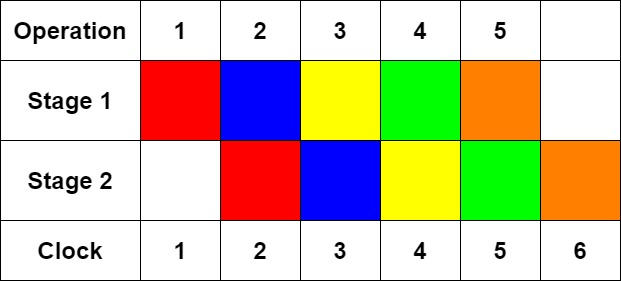 Operation 1 2 3 4 5
Stage 1
Stage 2
Clock 1 2 3 4 5 6